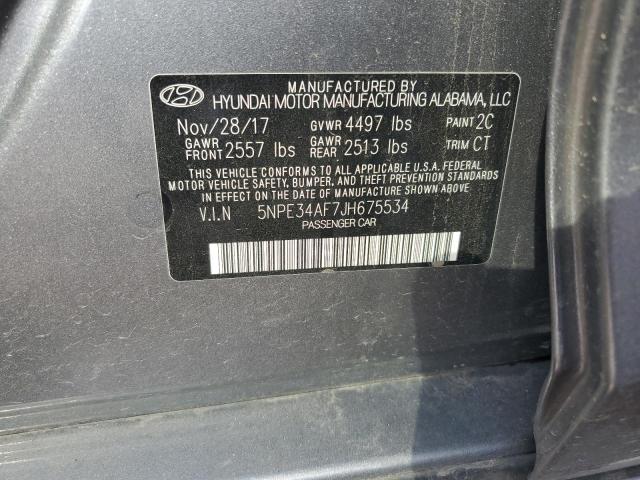 MANUFACTURED BY
HYUNDAI MOTOR MANUFACTURING ALABAMA, LLC
Nov/28/17 GVWR 4497 lbs PAINT 2C
GAWR FRONT 2557 lbs GAWR REAR 2513 lbs TRIM CT
THIS VEHICLE CONFORMS TO ALL APPLICABLE U.S.A. FEDERAL
MOTOR VEHICLE SAFETY, BUMPER, AND THEFT PREVENTION STANDARDS
IN EFFECT ON THE DATE OF MANUFACTURE SHOWN ABOVE.
V.I.N 5NPE34AF7JH675534
PASSENGER CAR